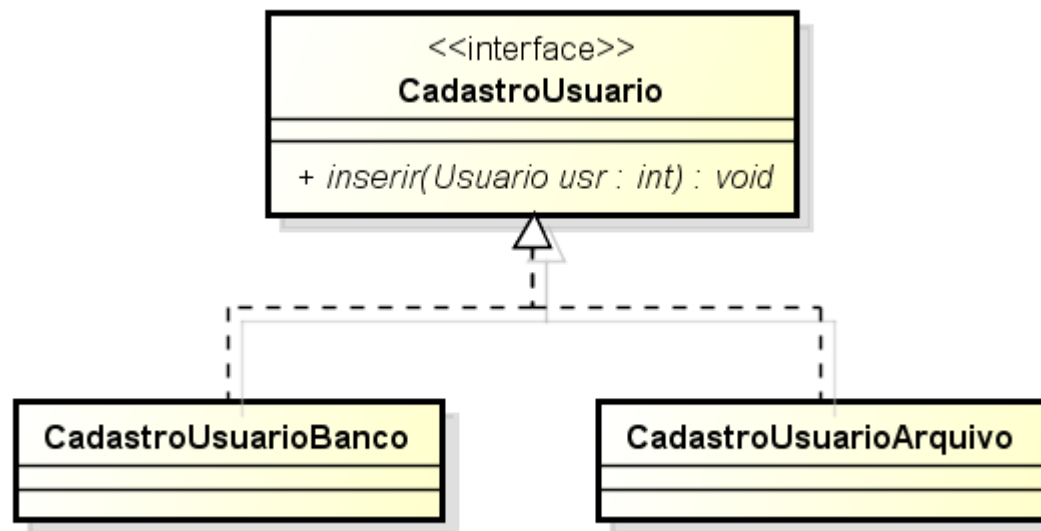 <<interface>>
CadastroUsuario
+ inserir(Usuario usr : int) : void
CadastroUsuarioBanco
CadastroUsuarioArquivo